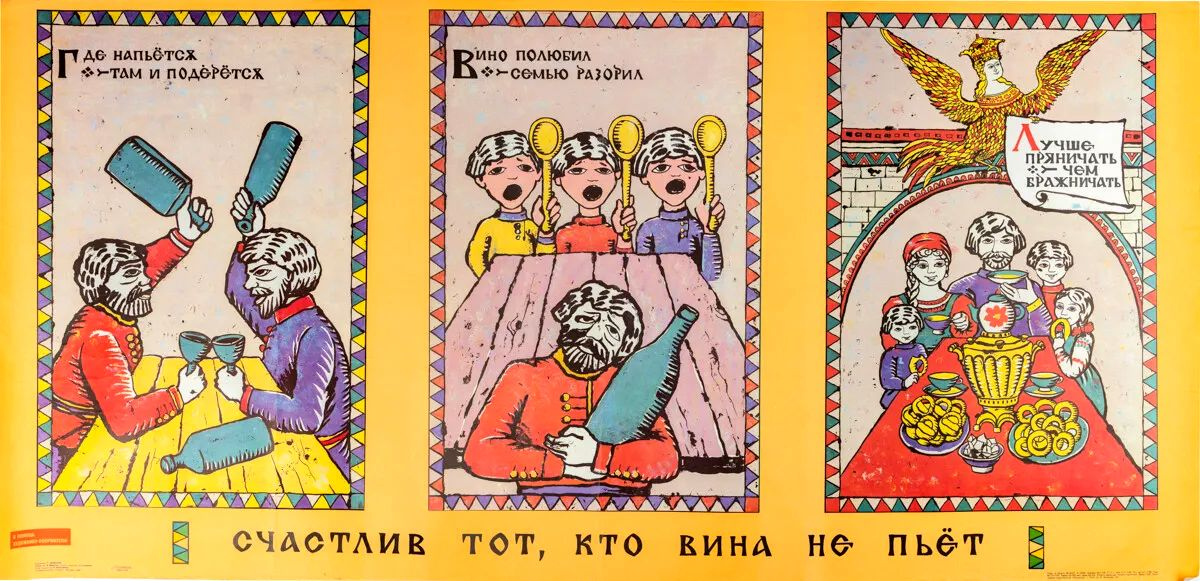 Где напьётся
там и подерётся
Вино полюбил
семью разорил
Лучше
пряничать
чем
бражничать
СЧАСТЛИВ ТОТ, КТО ВИНА НЕ ПЬЁТ